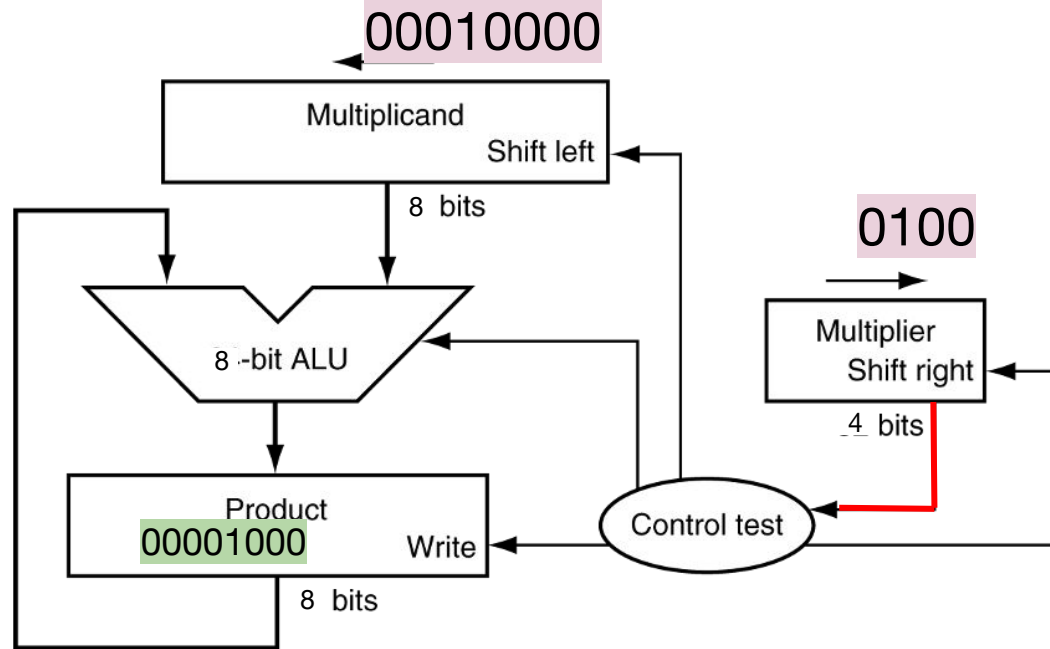 00010000
Multiplicand
Shift left
8 bits
0100
Multiplier
Shift right
8 -bit ALU
4 bits
Product
00001000
Write
Control test
8 bits